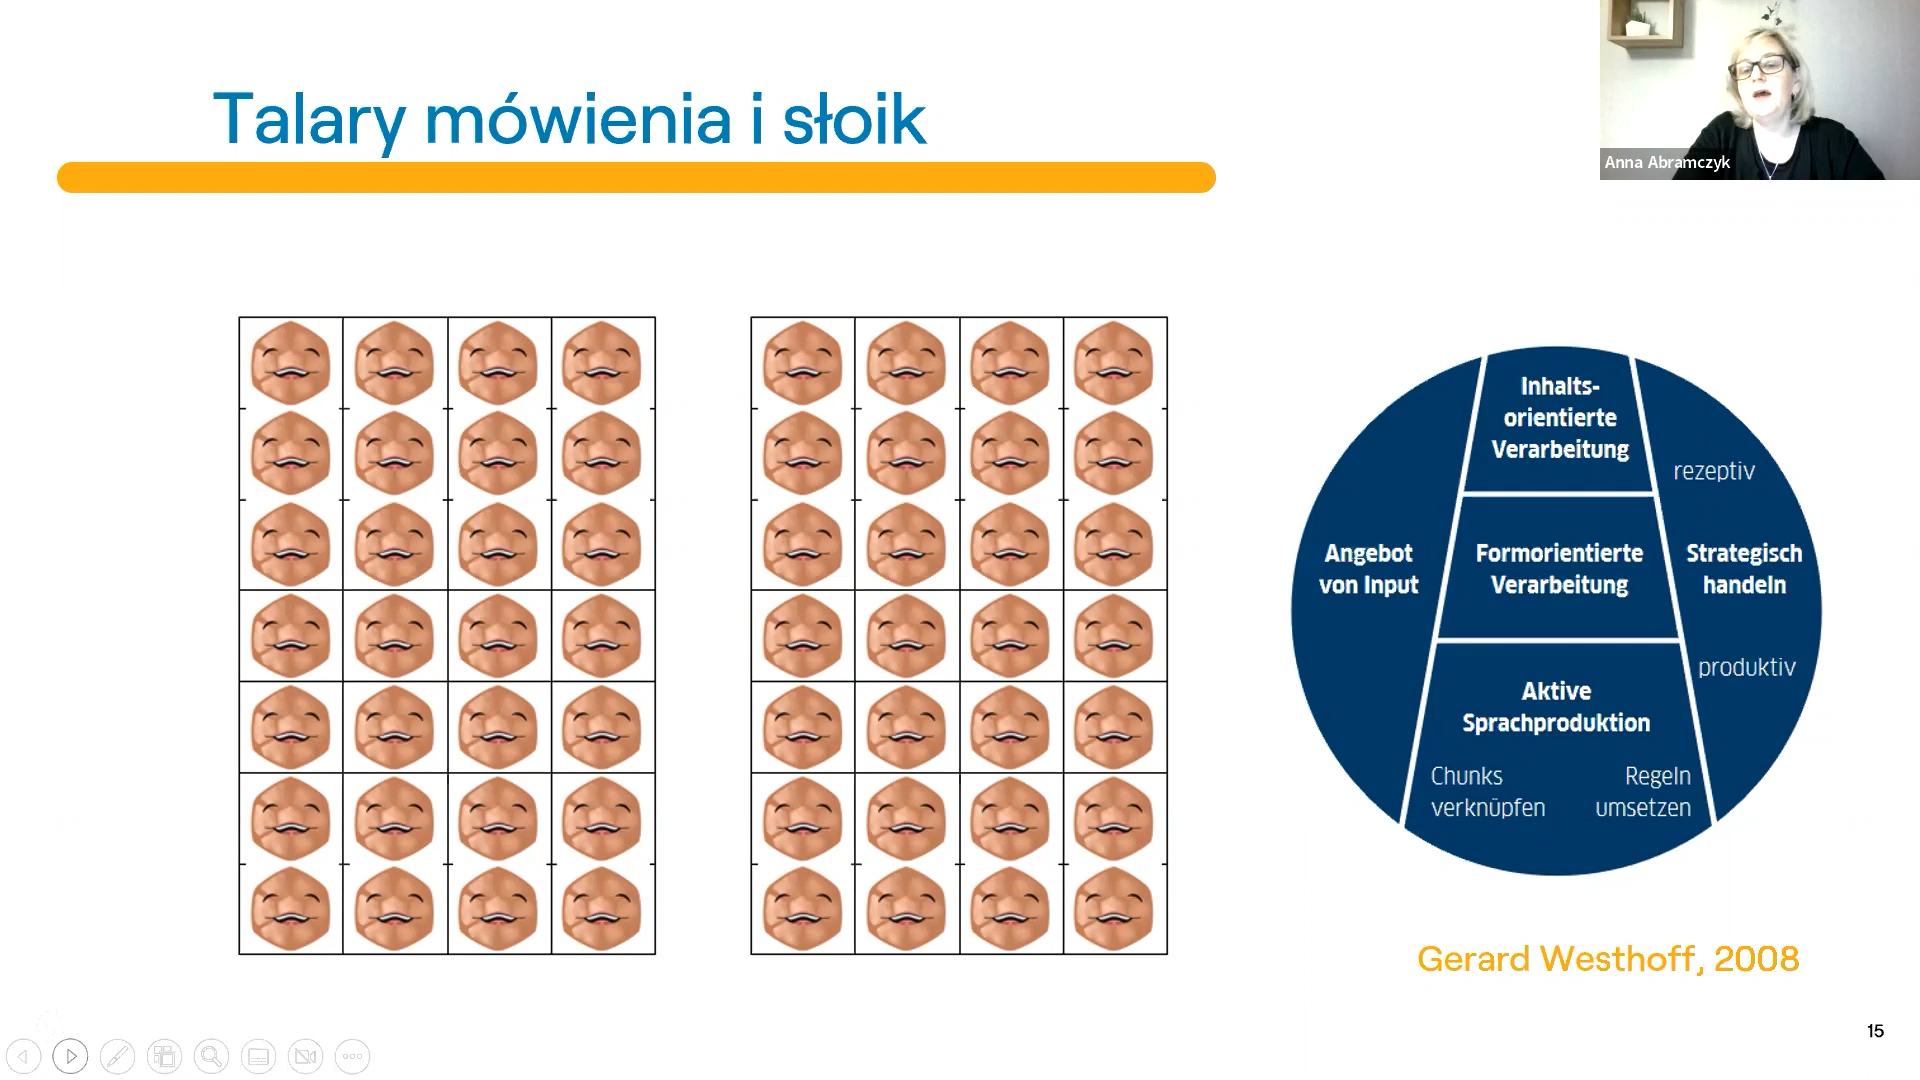 Talary mówienia i słoik
Anna Abramczyk
Inhalts-
orientierte
Verarbeitung
rezeptiv
Angebot
von Input
Formorientierte
Verarbeitung
Strategisch
handeln
produktiv
Aktive
Sprachproduktion
Chunks
verknüpfen
Regeln
umsetzen
Gerard Westhoff, 2008
15